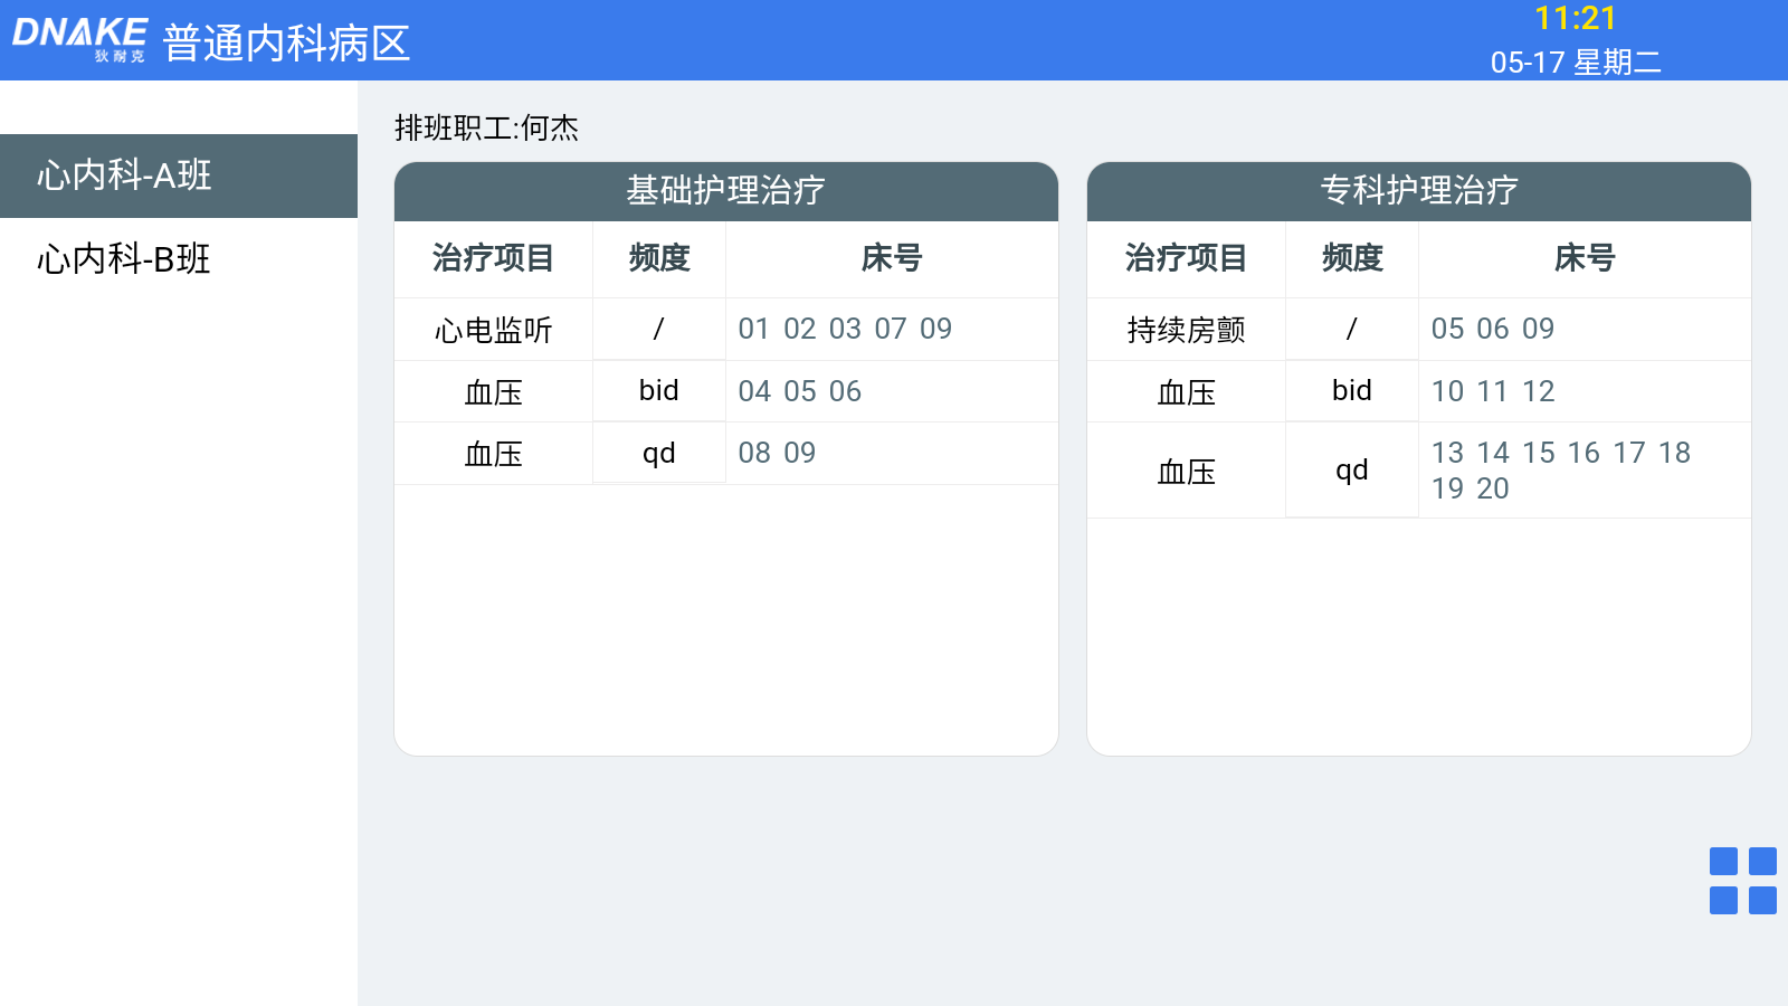 DNAKE
狄耐克
普通内科病区
11:21
05-17 星期二
心内科-A班
心内科-B班
排班职工:何杰
基础护理治疗
治疗项目 频度 床号
心电监听 / 01 02 03 07 09
血压 bid 04 05 06
血压 qd 08 09
专科护理治疗
治疗项目 频度 床号
持续房颤 / 05 06 09
血压 bid 10 11 12
血压 qd 13 14 15 16 17 18
19 20